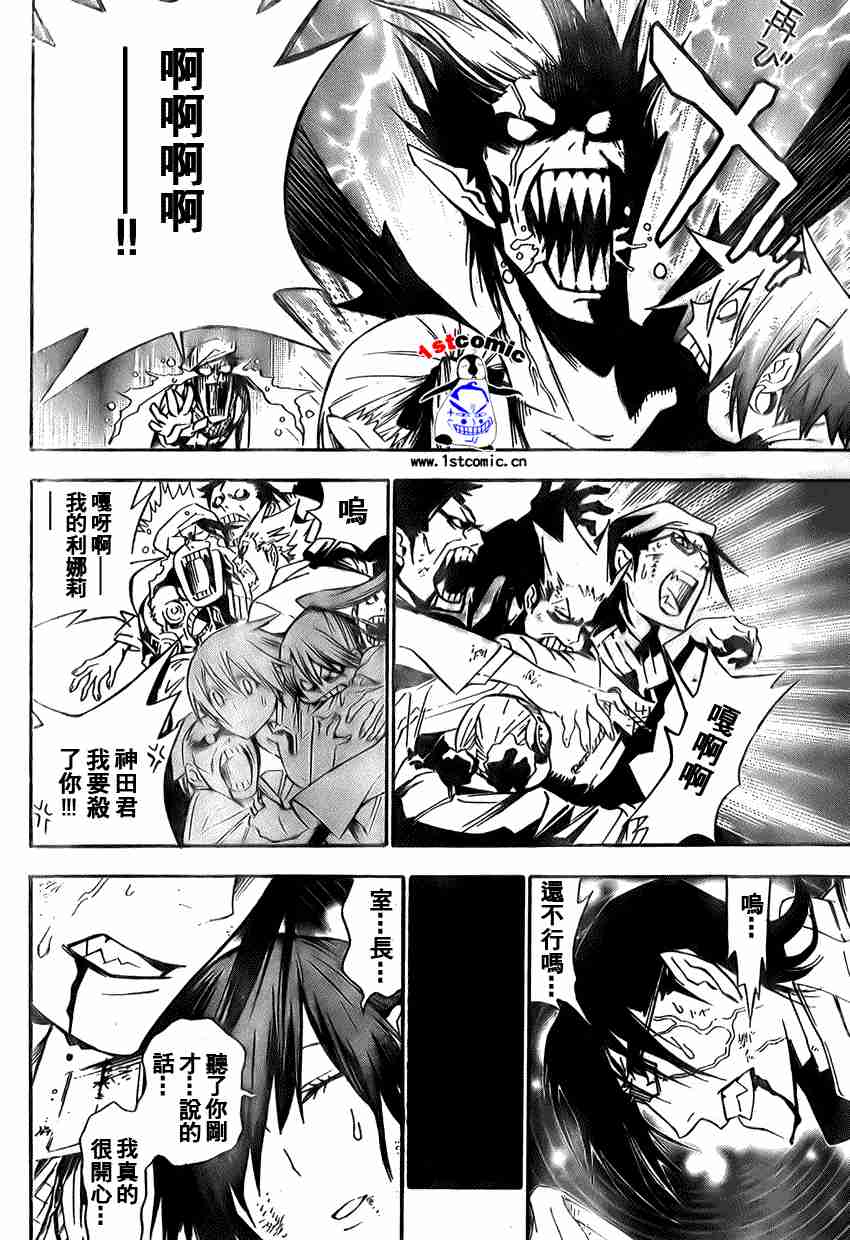 再び
ガ
啊啊啊啊
——!!
1stcomic
www.1stcomic.cn
嘎啊啊
嗚
嘎呀啊——
我的利娜莉
——
神田君
我要殺
了你!!!
嗚…
還不行嗎…
室…長…
聽了你剛
才…說的
話…
我真的
很開心…